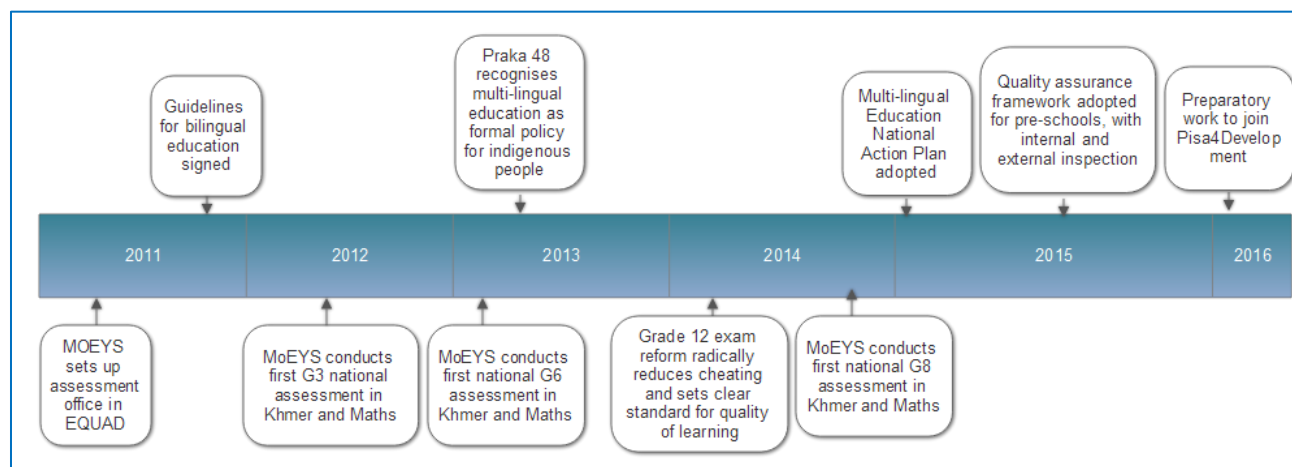 Guidelines
for bilingual
education
signed
Praka 48
recognises
multi-lingual
education as
formal policy
for indigenous
people
Multi-lingual
Education
National
Action Plan
adopted
Quality assurance
framework adopted
for pre-schools, with
internal and
external inspection
Preparatory
work to join
Pisa4Develop
ment
2011
2012
2013
2014
2015
2016
MOEYS
sets up
assessment
office in
EQUAD
MoEYS conducts
first G3 national
assessment in
Khmer and Maths
MoEYS conducts
first national G6
assessment in
Khmer and Maths
Grade 12 exam
reform radically
reduces cheating
and sets clear
standard for quality
of learning
MoEYS conducts
first national G8
assessment in
Khmer and Maths